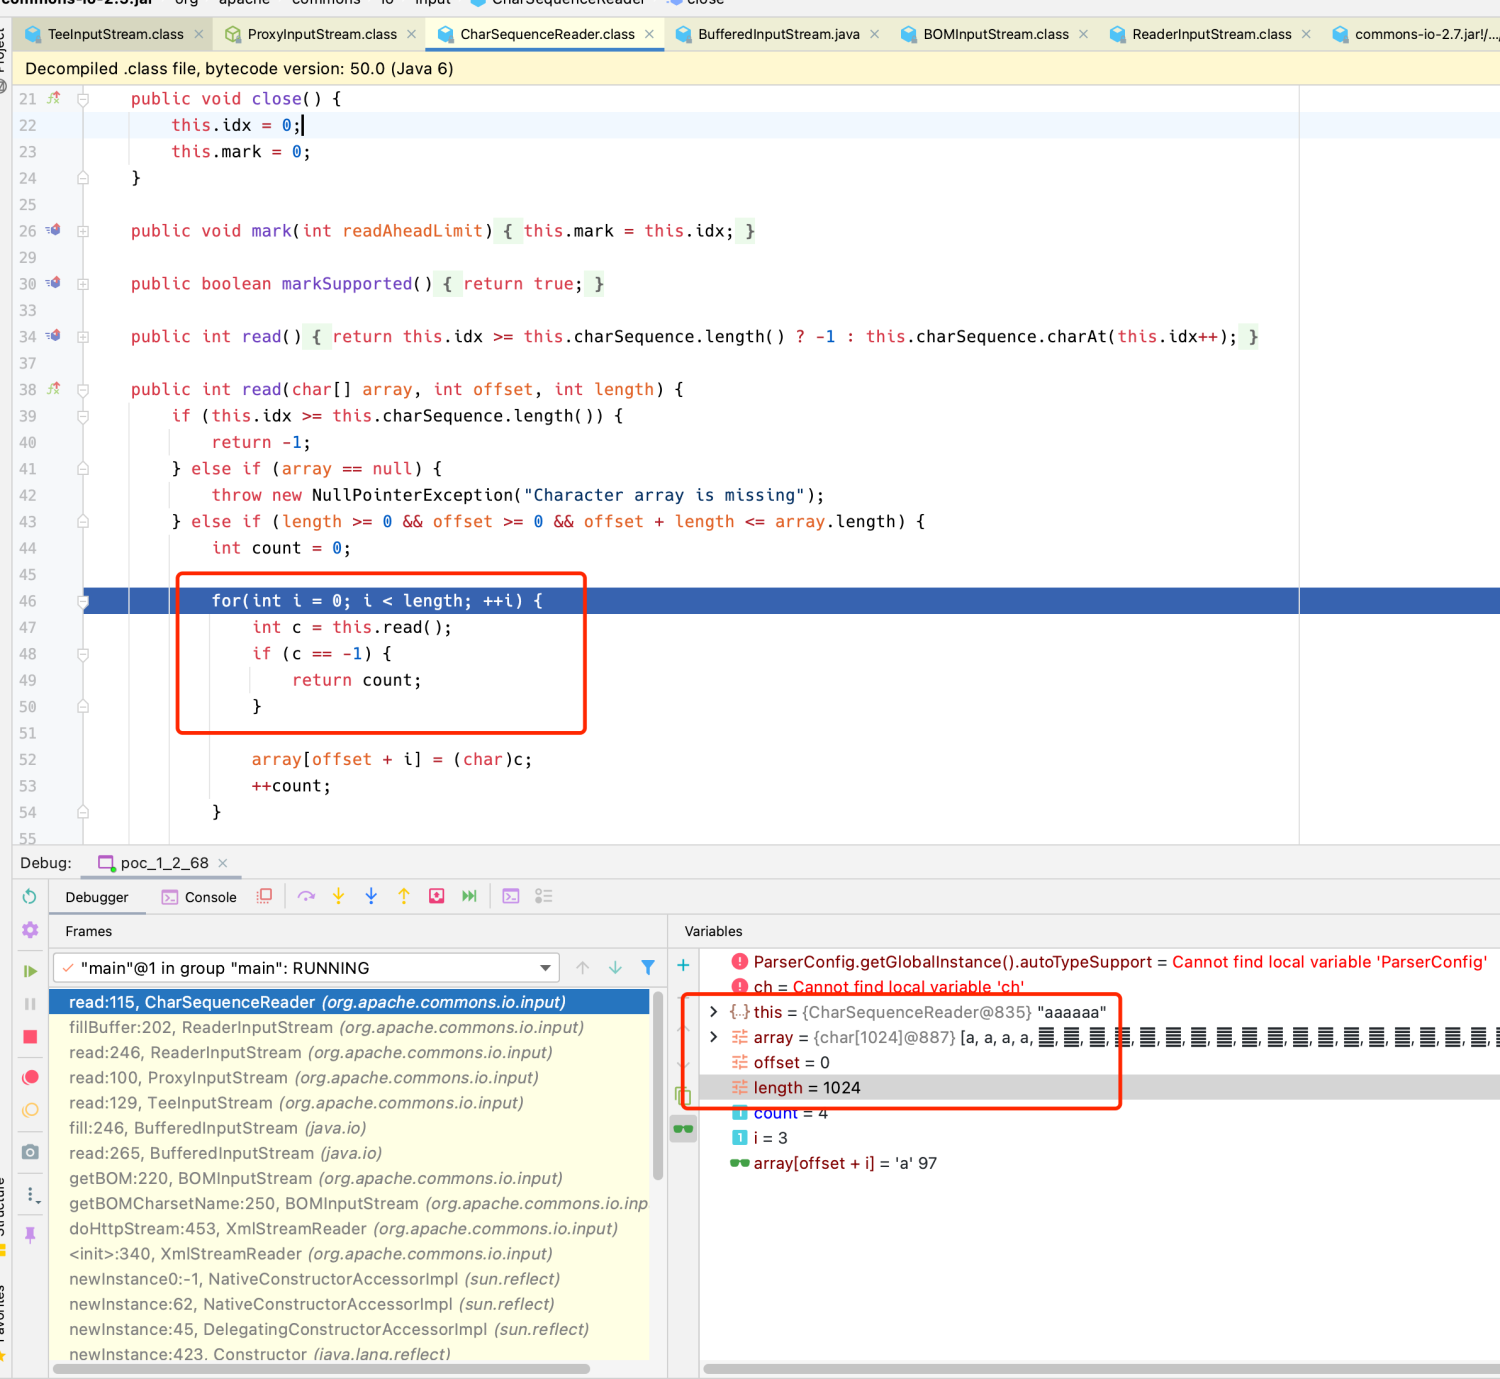 commons-io-2.5.jar org apache commons io input CharSequenceReader close
TeeInputStream.class ProxyInputStream.class CharSequenceReader.class BufferedInputStream.java BOMInputStream.class ReaderInputStream.class commons-io-2.7.jar!/.../
Decompiled .class file, bytecode version: 50.0 (Java 6)
21 public void close() {
22 this.idx = 0;
23 this.mark = 0;
24 }
25
26 public void mark(int readAheadLimit) { this.mark = this.idx; }
29
30 public boolean markSupported() { return true; }
33
34 public int read() { return this.idx >= this.charSequence.length() ? -1 : this.charSequence.charAt(this.idx++); }
37
38 public int read(char[] array, int offset, int length) {
39 if (this.idx >= this.charSequence.length()) {
40 return -1;
41 } else if (array == null) {
42 throw new NullPointerException("Character array is missing");
43 } else if (length >= 0 && offset >= 0 && offset + length <= array.length) {
44 int count = 0;
45
46 for(int i = 0; i < length; ++i) {
47 int c = this.read();
48 if (c == -1) {
49 return count;
50 }
51
52 array[offset + i] = (char)c;
53 ++count;
54 }
55
Debug: poc_1_2_68
Debugger Console
Frames
"main"@1 in group "main": RUNNING
read:115, CharSequenceReader (org.apache.commons.io.input)
fillBuffer:202, ReaderInputStream (org.apache.commons.io.input)
read:246, ReaderInputStream (org.apache.commons.io.input)
read:100, ProxyInputStream (org.apache.commons.io.input)
read:129, TeeInputStream (org.apache.commons.io.input)
fill:246, BufferedInputStream (java.io)
read:265, BufferedInputStream (java.io)
getBOM:220, BOMInputStream (org.apache.commons.io.input)
getBOMCharsetName:250, BOMInputStream (org.apache.commons.io.inp
doHttpStream:453, XmlStreamReader (org.apache.commons.io.input)
<init>:340, XmlStreamReader (org.apache.commons.io.input)
newInstance0:-1, NativeConstructorAccessorImpl (sun.reflect)
newInstance:62, NativeConstructorAccessorImpl (sun.reflect)
newInstance:45, DelegatingConstructorAccessorImpl (sun.reflect)
newInstance:423, Constructor (java.lang.reflect)
Variables
ParserConfig.getGlobalInstance().autoTypeSupport = Cannot find local variable 'ParserConfig'
ch = Cannot find local variable 'ch'
this = {CharSequenceReader@835} "aaaaaa"
array = {char[1024]@887} [a, a, a, a,
offset = 0
length = 1024
count = 4
i = 3
array[offset + i] = 'a' 97
Project
Structure
Favorites